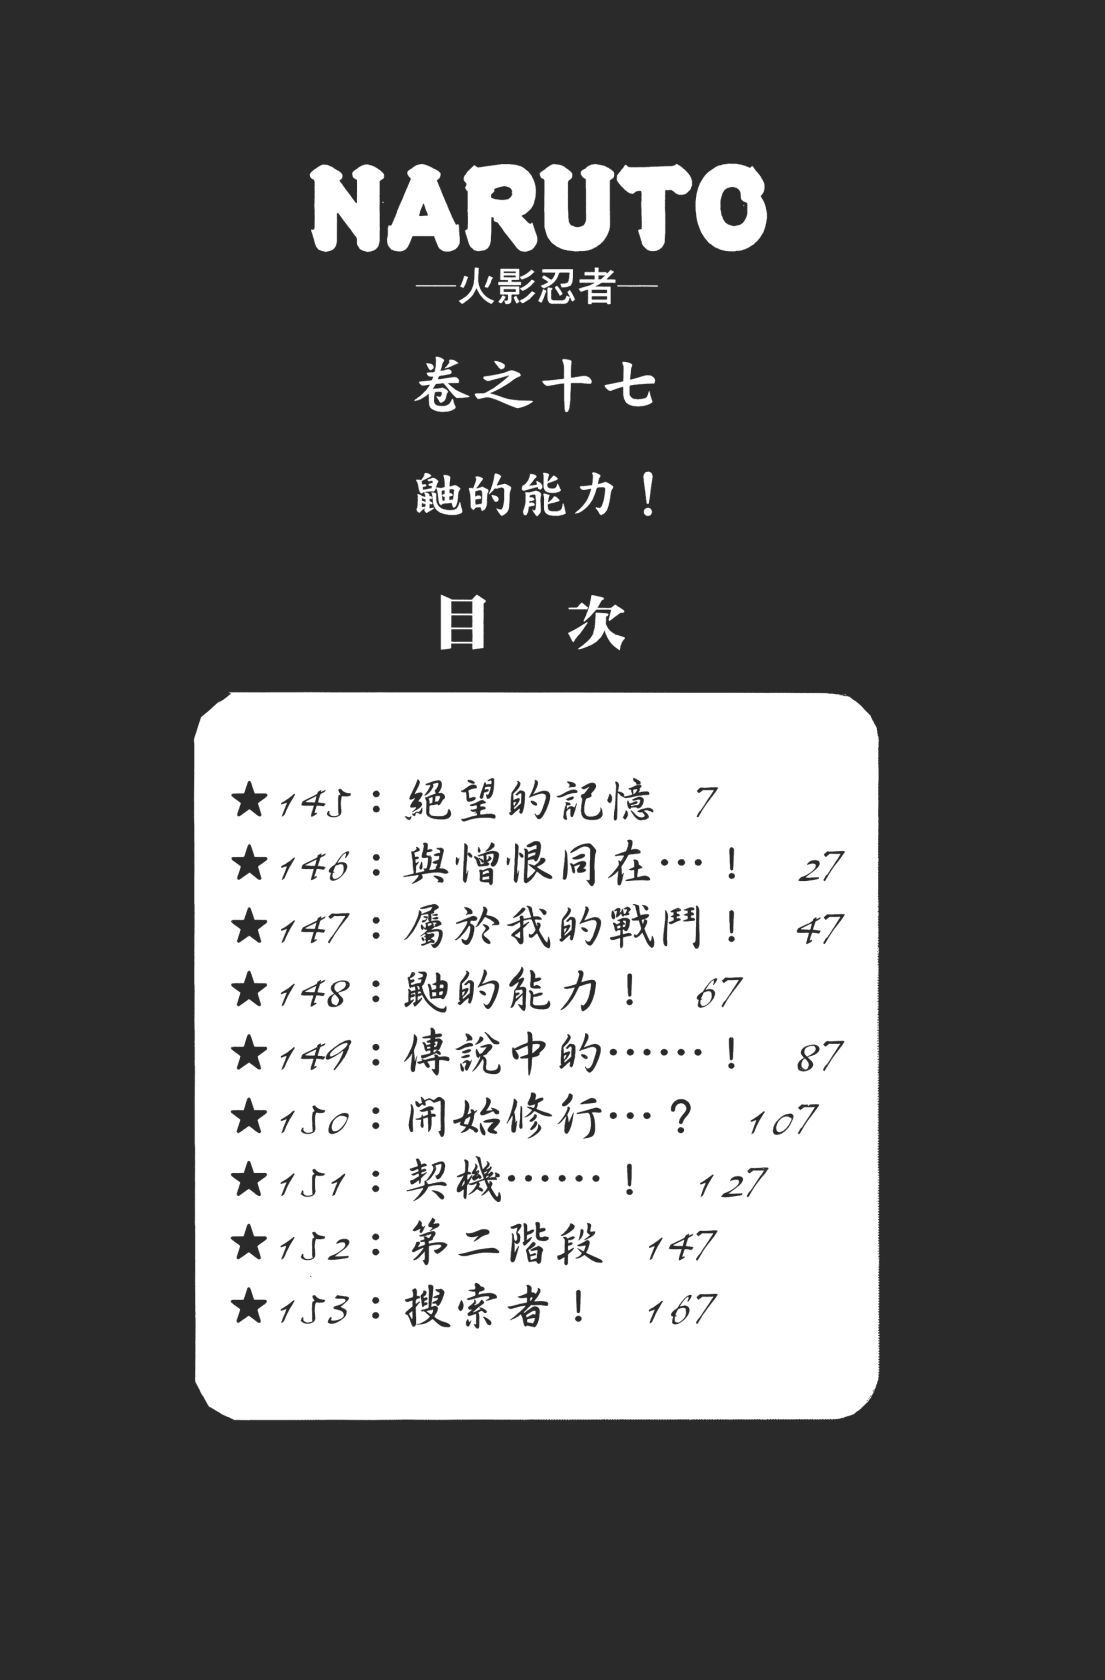 NARUTO
—火影忍者—
卷之十七
鼬的能力！
目 次
★145：絕望的記憶 7
★146：與憎恨同在…！ 27
★147：屬於我的戰鬥！ 47
★148：鼬的能力！ 67
★149：傳說中的……！ 87
★150：開始修行…？ 107
★151：契機……！ 127
★152：第二階段 147
★153：搜索者！ 167